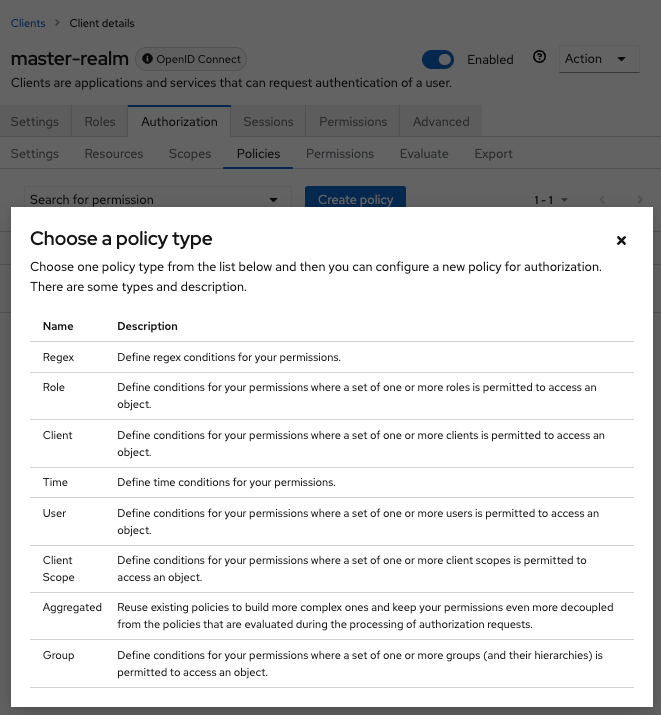 Clients > Client details
master-realm OpenID Connect Enabled Action
Clients are applications and services that can request authentication of a user.
Settings Roles Authorization Sessions Permissions Advanced
Settings Resources Scopes Policies Permissions Evaluate Export
Search for permission Create policy 1 - 1
Choose a policy type
Choose one policy type from the list below and then you can configure a new policy for authorization.
There are some types and description.
Name Description
Regex Define regex conditions for your permissions.
Role Define conditions for your permissions where a set of one or more roles is permitted to access an
object.
Client Define conditions for your permissions where a set of one or more clients is permitted to access an
object.
Time Define time conditions for your permissions.
User Define conditions for your permissions where a set of one or more users is permitted to access an
object.
Client Define conditions for your permissions where a set of one or more client scopes is permitted to
Scope access an object.
Aggregated Reuse existing policies to build more complex ones and keep your permissions even more decoupled
from the policies that are evaluated during the processing of authorization requests.
Group Define conditions for your permissions where a set of one or more groups (and their hierarchies) is
permitted to access an object.